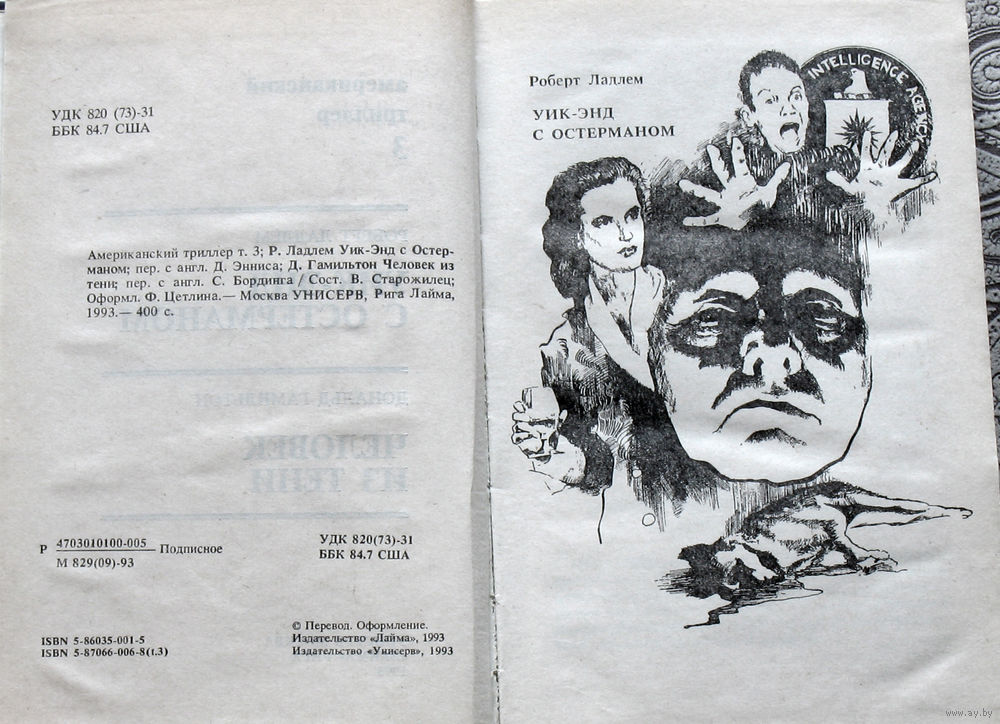 УДК 820 (73)-31
ББК 84.7 США
Американский триллер т. 3; Р. Ладлем Уик-Энд с Остер-
маном; пер. с англ. Д. Энниса; Д. Гамильтон Человек из
тени; пер. с англ. С. Бординга / Сост. В. Старожилец;
Оформл. Ф. Цетлина.— Москва УНИСЕРВ, Рига Лайма,
1993.— 400 с.
Р 4703010100-005 Подписное
М 829(09)-93
УДК 820(73)-31
ББК 84.7 США
ISBN 5-86035-001-5
ISBN 5-87066-006-8(т.3)
© Перевод. Оформление.
Издательство «Лайма», 1993
Издательство «Унисерв», 1993
Роберт Ладлем
УИК-ЭНД
С ОСТЕРМАНОМ
INTELLIGENCE AGENCY
www.ay.by